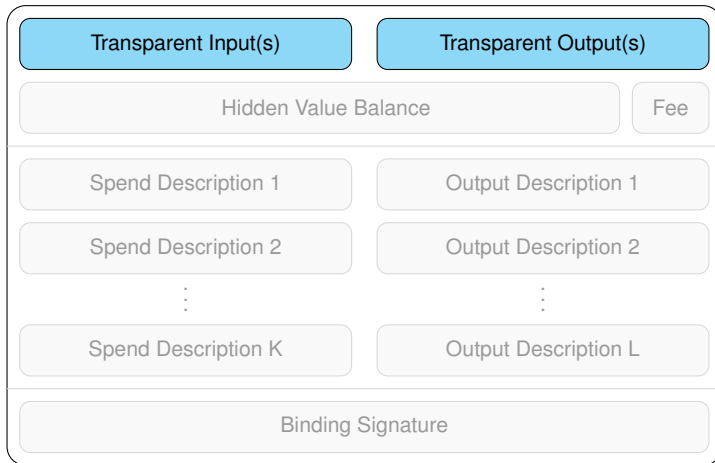 Transparent Input(s) Transparent Output(s)
Hidden Value Balance Fee
Spend Description 1 Output Description 1
Spend Description 2 Output Description 2
⋮ ⋮
Spend Description K Output Description L
Binding Signature